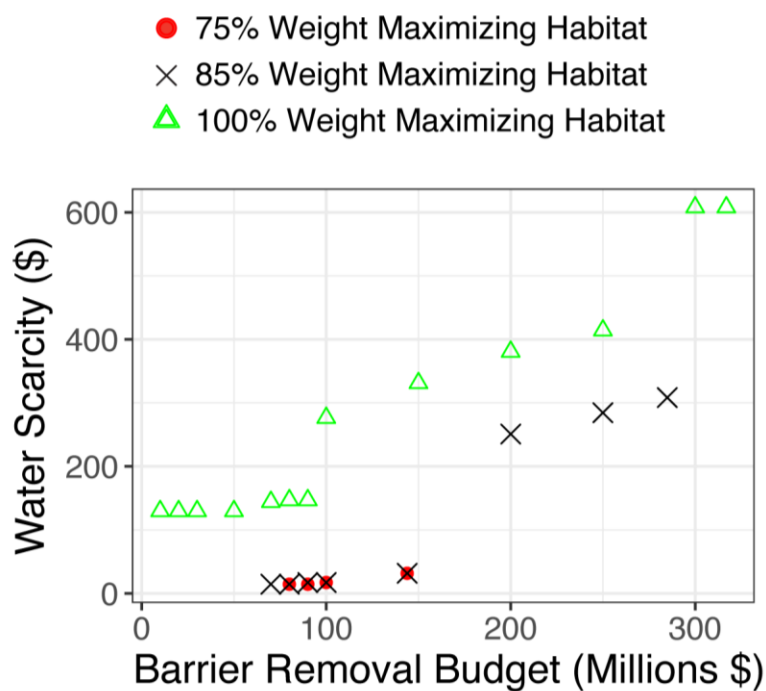 75% Weight Maximizing Habitat
85% Weight Maximizing Habitat
100% Weight Maximizing Habitat
600
400
200
0
Water Scarcity ($)
0 100 200 300
Barrier Removal Budget (Millions $)